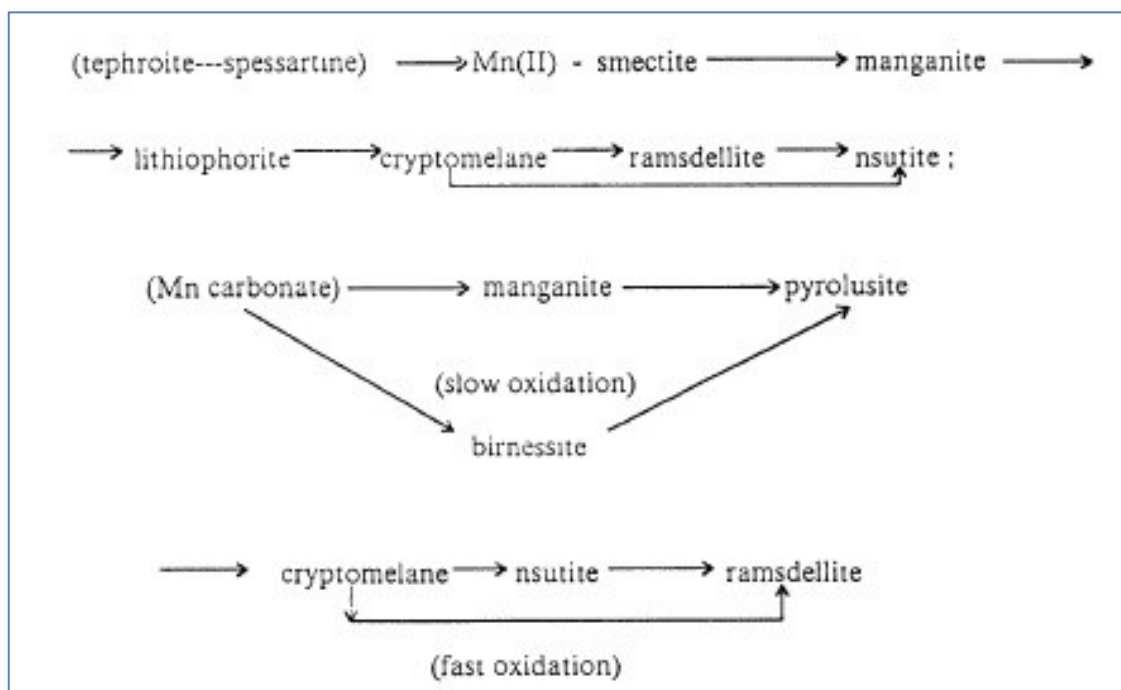 (tephroite---spessartine) → Mn(II) - smectite → manganite →
→ lithiophorite → cryptomelane → ramsdellite → nsutite ;
(Mn carbonate) → manganite → pyrolusite
(slow oxidation)
birnessite
→ cryptomelane → nsutite → ramsdellite
(fast oxidation)